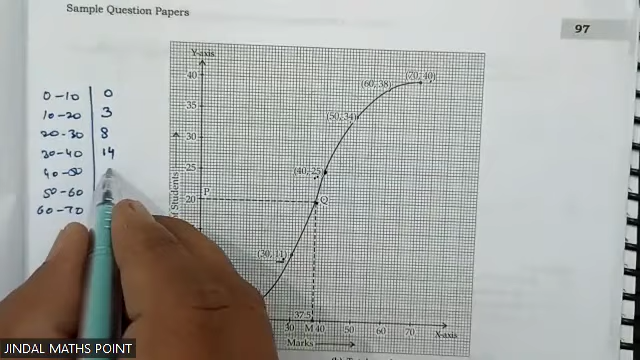 Sample Question Papers
97
0-10 0
10-20 3
20-30 8
30-40 14
40-50
50-60
60-70
Y-axis
40
35
30
25
20
of Students
(70, 40)
(60, 38)
(50, 34)
(40, 25)
P
Q
(30, 11)
37.5
30 M 40 50 60 70
X-axis
Marks
JINDAL MATHS POINT